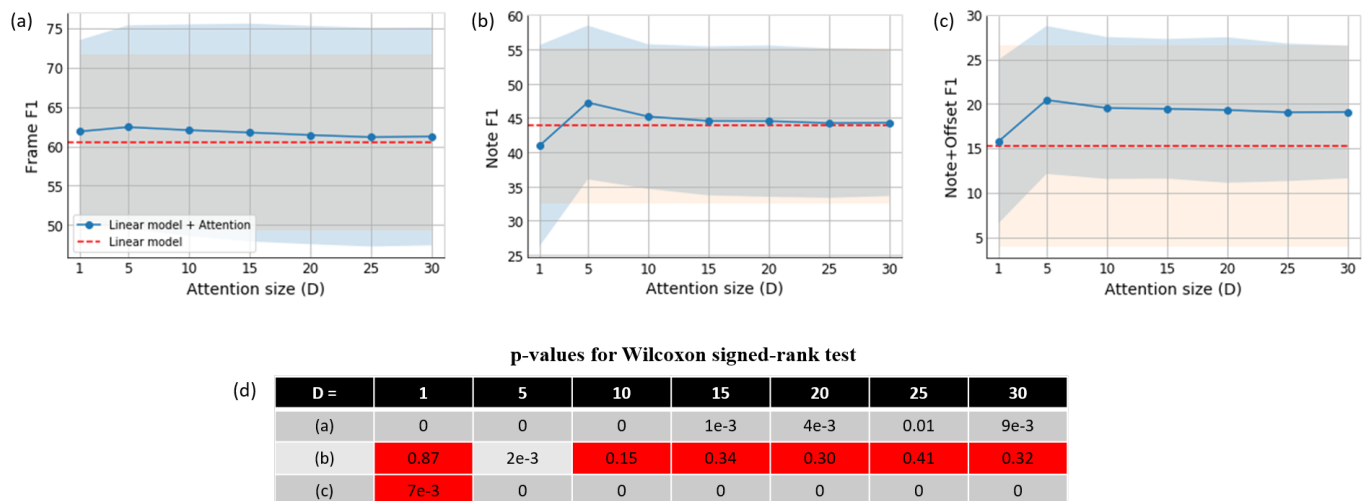 (a)
75
70
65
60
55
50
Frame F1
Linear model + Attention
Linear model
1 5 10 15 20 25 30
Attention size (D)
(b)
60
55
50
45
40
35
30
25
Note F1
1 5 10 15 20 25 30
Attention size (D)
(c)
30
25
20
15
10
5
Note+Offset F1
1 5 10 15 20 25 30
Attention size (D)
p-values for Wilcoxon signed-rank test
(d)
D = 1 5 10 15 20 25 30
(a) 0 0 0 1e-3 4e-3 0.01 9e-3
(b) 0.87 2e-3 0.15 0.34 0.30 0.41 0.32
(c) 7e-3 0 0 0 0 0 0